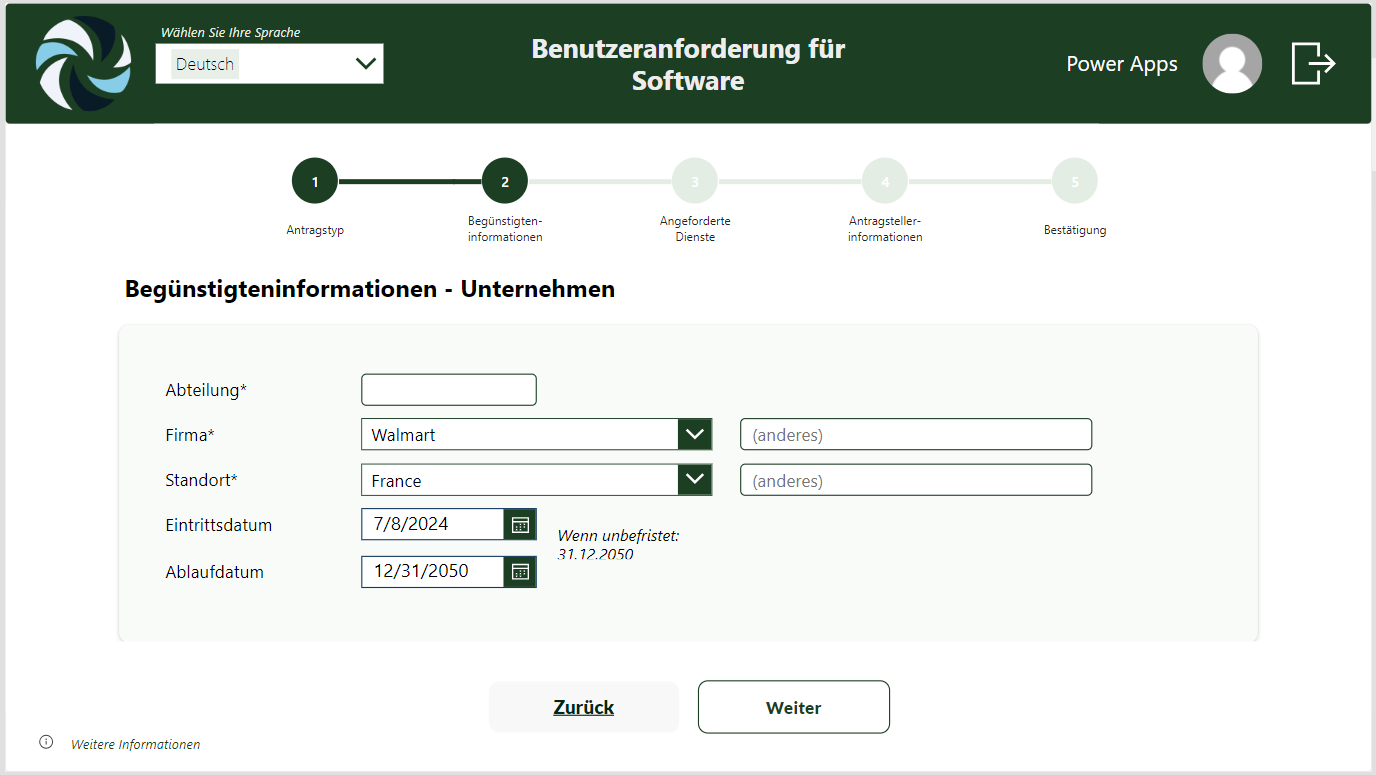 Wählen Sie Ihre Sprache
Deutsch
Benutzeranforderung für
Software
Power Apps
1
2
3
4
5
Antragstyp
Begünstigten-
informationen
Angeforderte
Dienste
Antragsteller-
informationen
Bestätigung
Begünstigteninformationen - Unternehmen
Abteilung*
Firma*
Walmart
(anderes)
Standort*
France
(anderes)
Eintrittsdatum
7/8/2024
Wenn unbefristet:
31.12.2050
Ablaufdatum
12/31/2050
Zurück
Weiter
Weitere Informationen